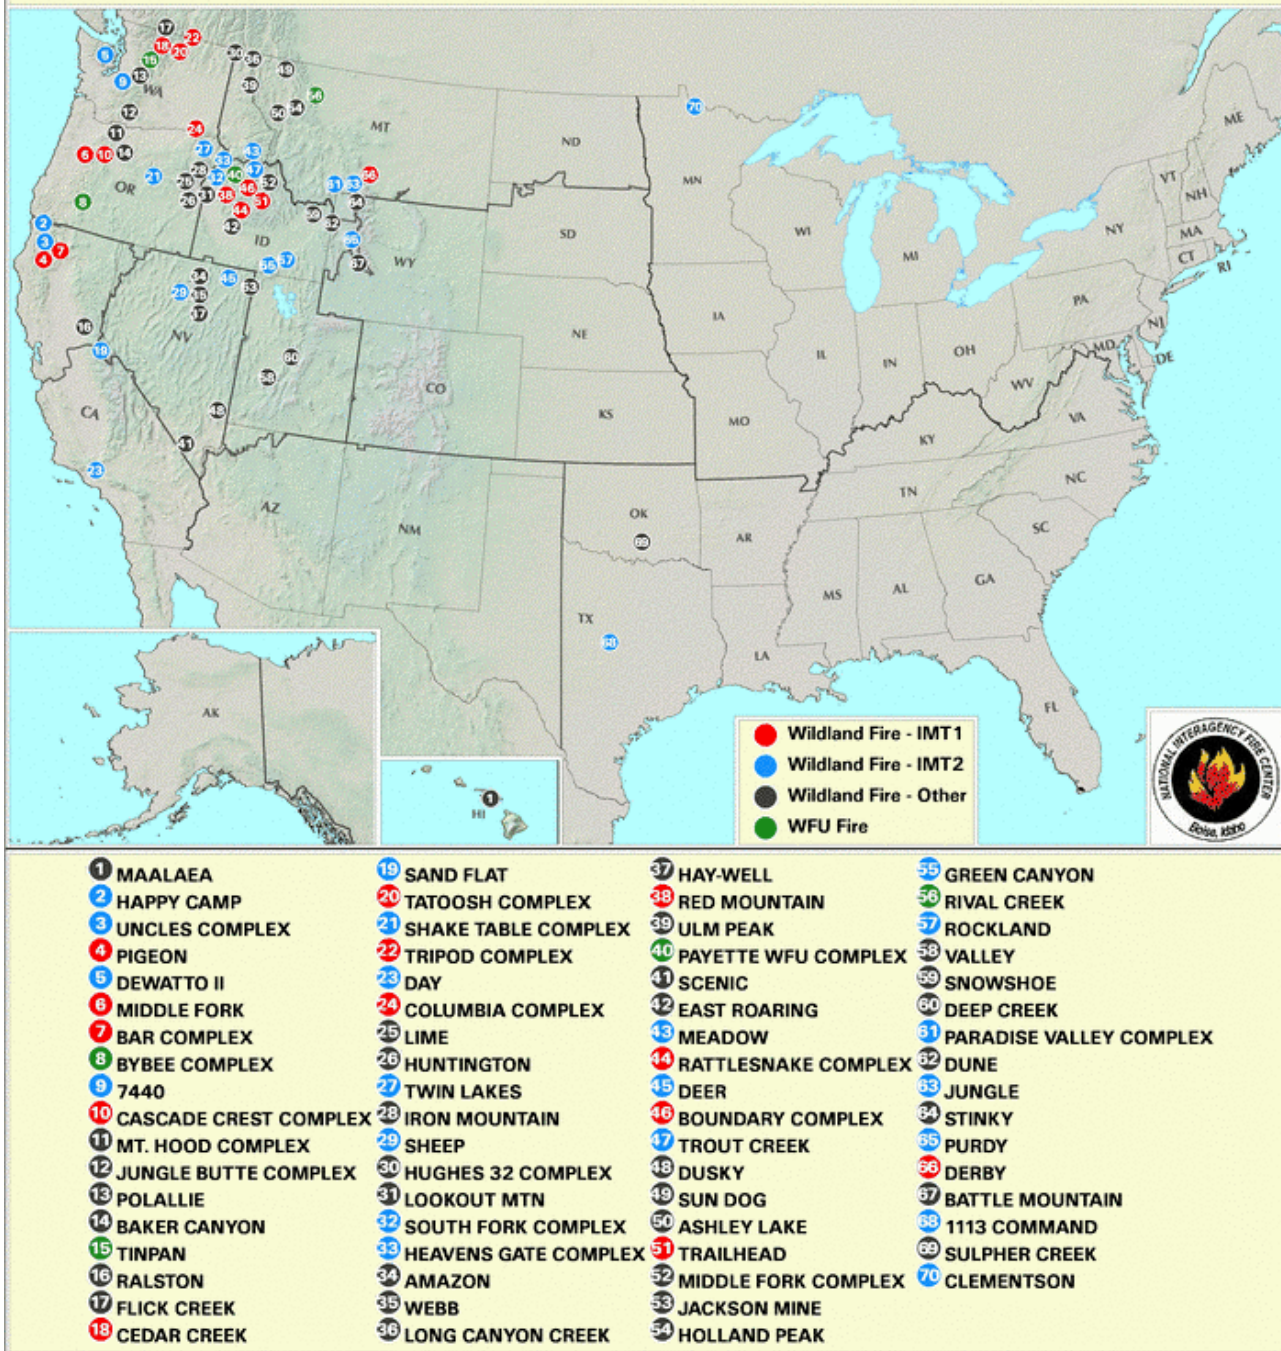 WA
OR
CA
NV
ID
MT
WY
CO
AZ
NM
ND
SD
NE
KS
OK
TX
MN
IA
MO
AR
LA
WI
IL
MI
IN
OH
KY
TN
MS
AL
GA
FL
SC
NC
VA
WV
PA
NY
VT
NH
ME
MA
CT
RI
NJ
DE
MD
AK
HI
Wildland Fire - IMT1
Wildland Fire - IMT2
Wildland Fire - Other
WFU Fire
NATIONAL INTERAGENCY FIRE CENTER
Boise, Idaho
1 MAALAEA
2 HAPPY CAMP
3 UNCLES COMPLEX
4 PIGEON
5 DEWATTO II
6 MIDDLE FORK
7 BAR COMPLEX
8 BYBEE COMPLEX
9 7440
10 CASCADE CREST COMPLEX
11 MT. HOOD COMPLEX
12 JUNGLE BUTTE COMPLEX
13 POLALLIE
14 BAKER CANYON
15 TINPAN
16 RALSTON
17 FLICK CREEK
18 CEDAR CREEK
19 SAND FLAT
20 TATOOSH COMPLEX
21 SHAKE TABLE COMPLEX
22 TRIPOD COMPLEX
23 DAY
24 COLUMBIA COMPLEX
25 LIME
26 HUNTINGTON
27 TWIN LAKES
28 IRON MOUNTAIN
29 SHEEP
30 HUGHES 32 COMPLEX
31 LOOKOUT MTN
32 SOUTH FORK COMPLEX
33 HEAVENS GATE COMPLEX
34 AMAZON
35 WEBB
36 LONG CANYON CREEK
37 HAY-WELL
38 RED MOUNTAIN
39 ULM PEAK
40 PAYETTE WFU COMPLEX
41 SCENIC
42 EAST ROARING
43 MEADOW
44 RATTLESNAKE COMPLEX
45 DEER
46 BOUNDARY COMPLEX
47 TROUT CREEK
48 DUSKY
49 SUN DOG
50 ASHLEY LAKE
51 TRAILHEAD
52 MIDDLE FORK COMPLEX
53 JACKSON MINE
54 HOLLAND PEAK
55 GREEN CANYON
56 RIVAL CREEK
57 ROCKLAND
58 VALLEY
59 SNOWSHOE
60 DEEP CREEK
61 PARADISE VALLEY COMPLEX
62 DUNE
63 JUNGLE
64 STINKY
65 PURDY
66 DERBY
67 BATTLE MOUNTAIN
68 1113 COMMAND
69 SULPHER CREEK
70 CLEMENTSON